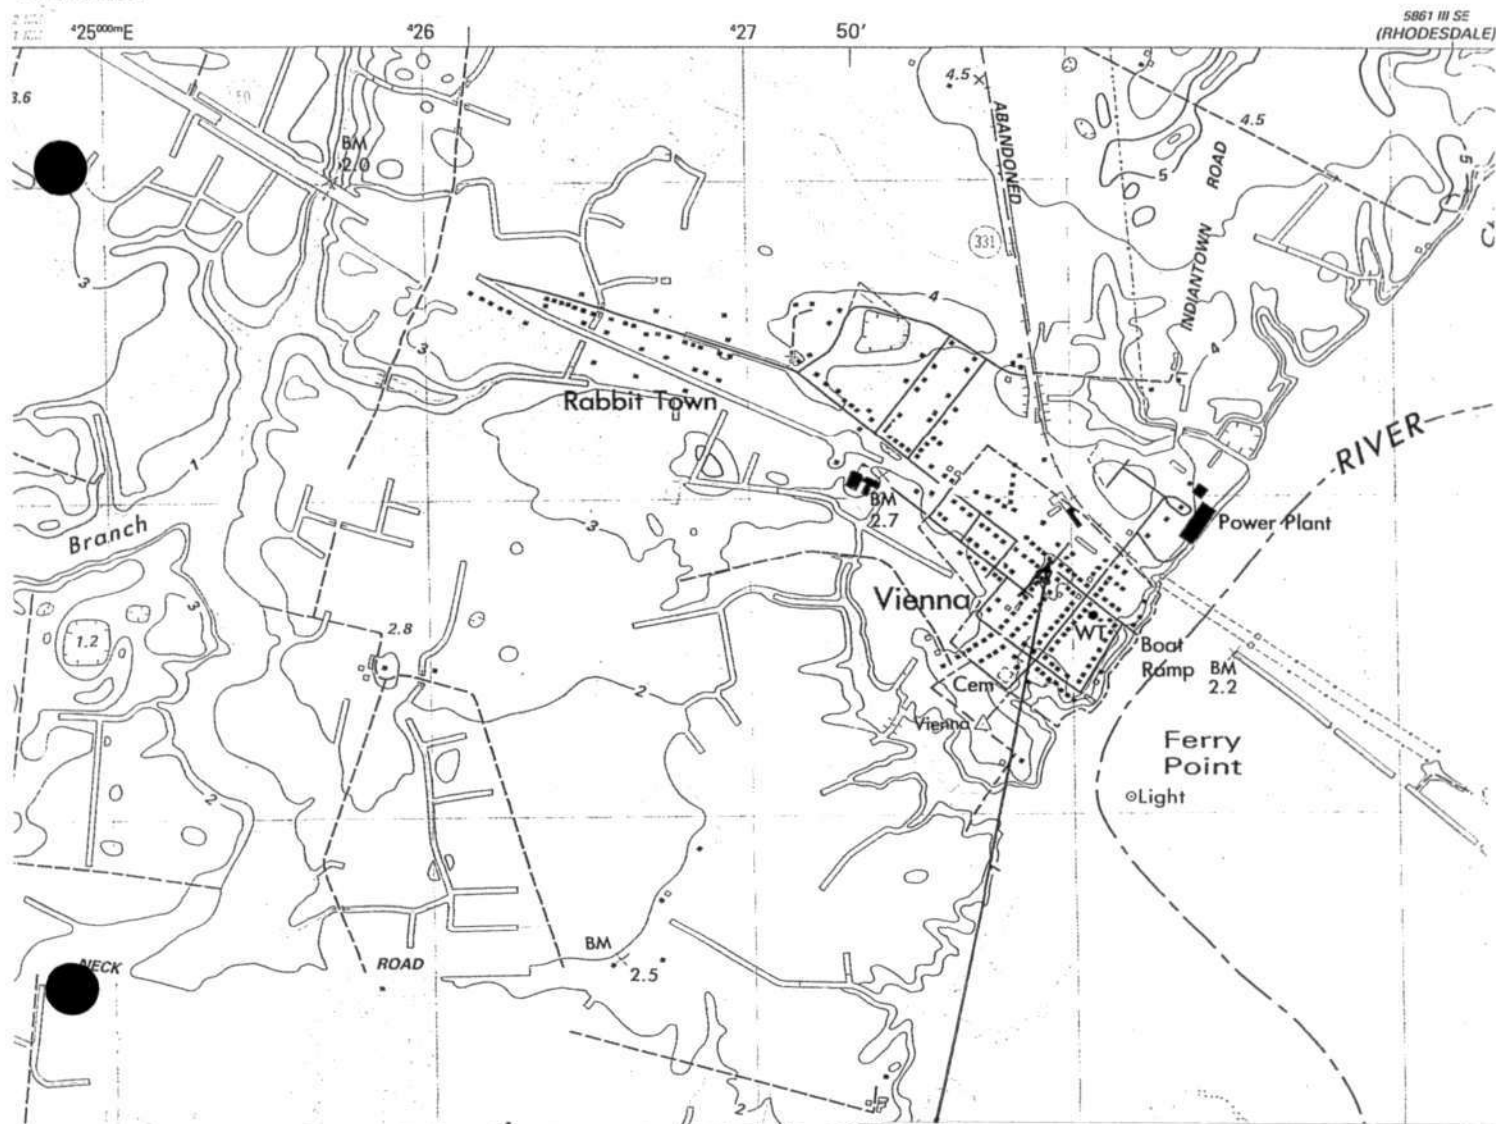 ⁴25⁰⁰⁰ᵐE
⁴26
⁴27
50'
5861 III SE
(RHODESDALE)
3.6
50
BM
2.0
4.5
ABANDONED
331
ROAD
INDIANTOWN
4.5
5
5
3
3
4
4
Rabbit Town
RIVER
1
Branch
3
BM
2.7
Power Plant
3
1.2
2.8
Vienna
WT
Boat
Ramp
BM
2.2
2
Cem
Vienna
Ferry
Point
Light
2
NECK
ROAD
BM
2.5
2